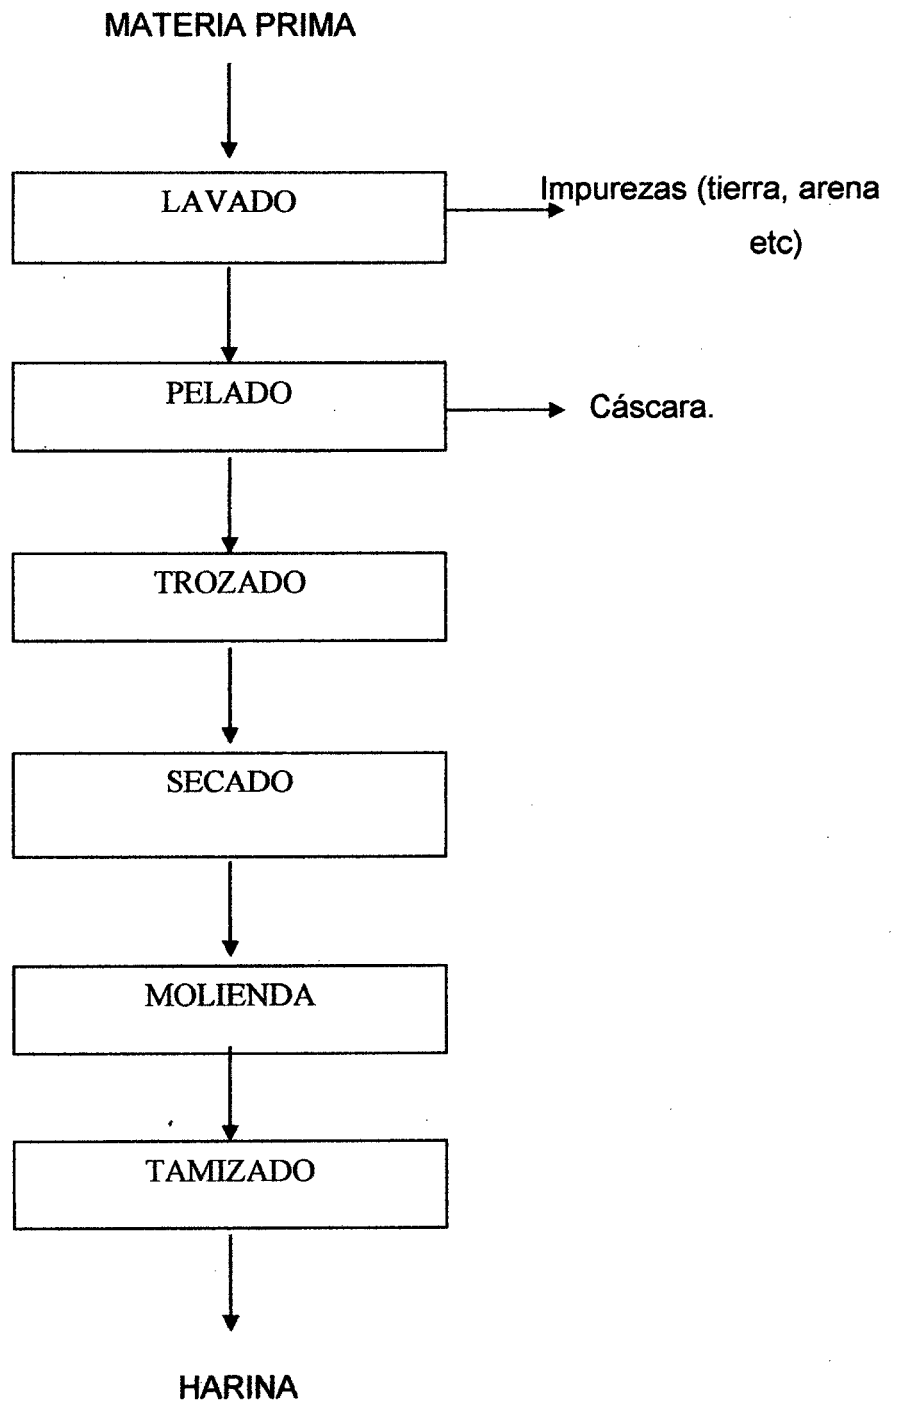 MATERIA PRIMA
LAVADO
Impurezas (tierra, arena
etc)
PELADO
Cáscara.
TROZADO
SECADO
MOLIENDA
TAMIZADO
HARINA